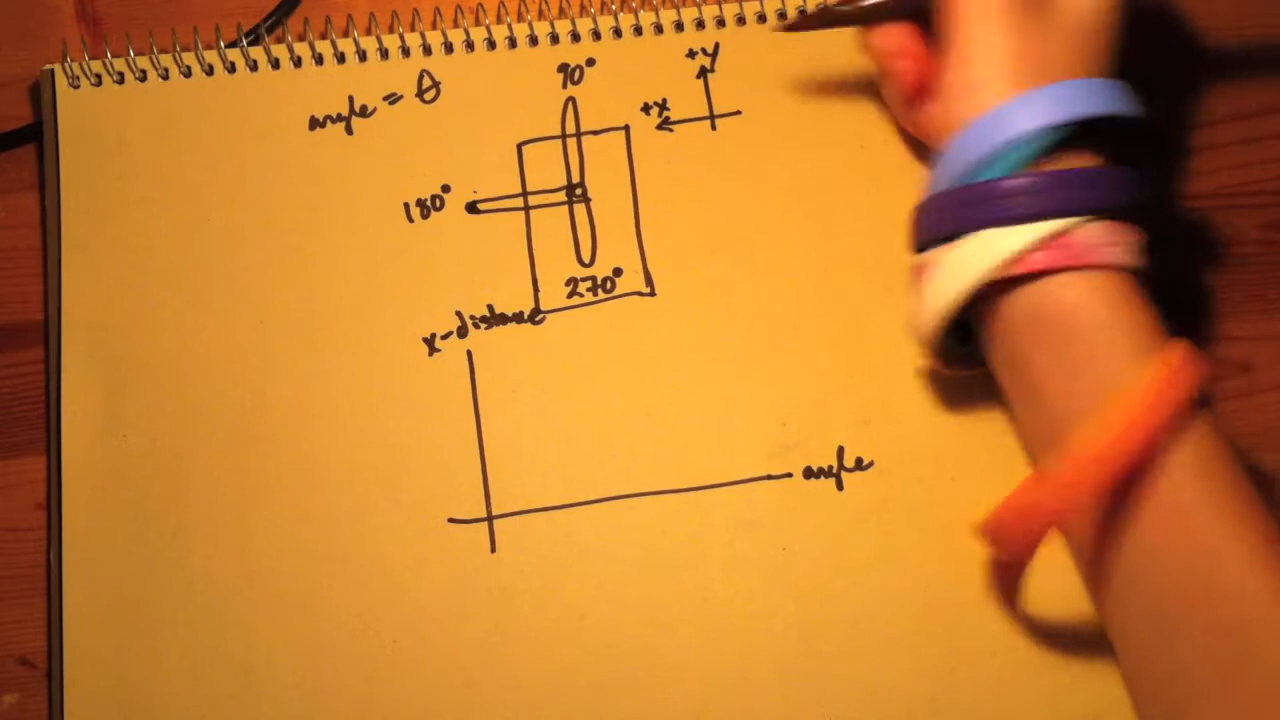 angle = θ
90°
+y
+x
180°
270°
x-distance
angle